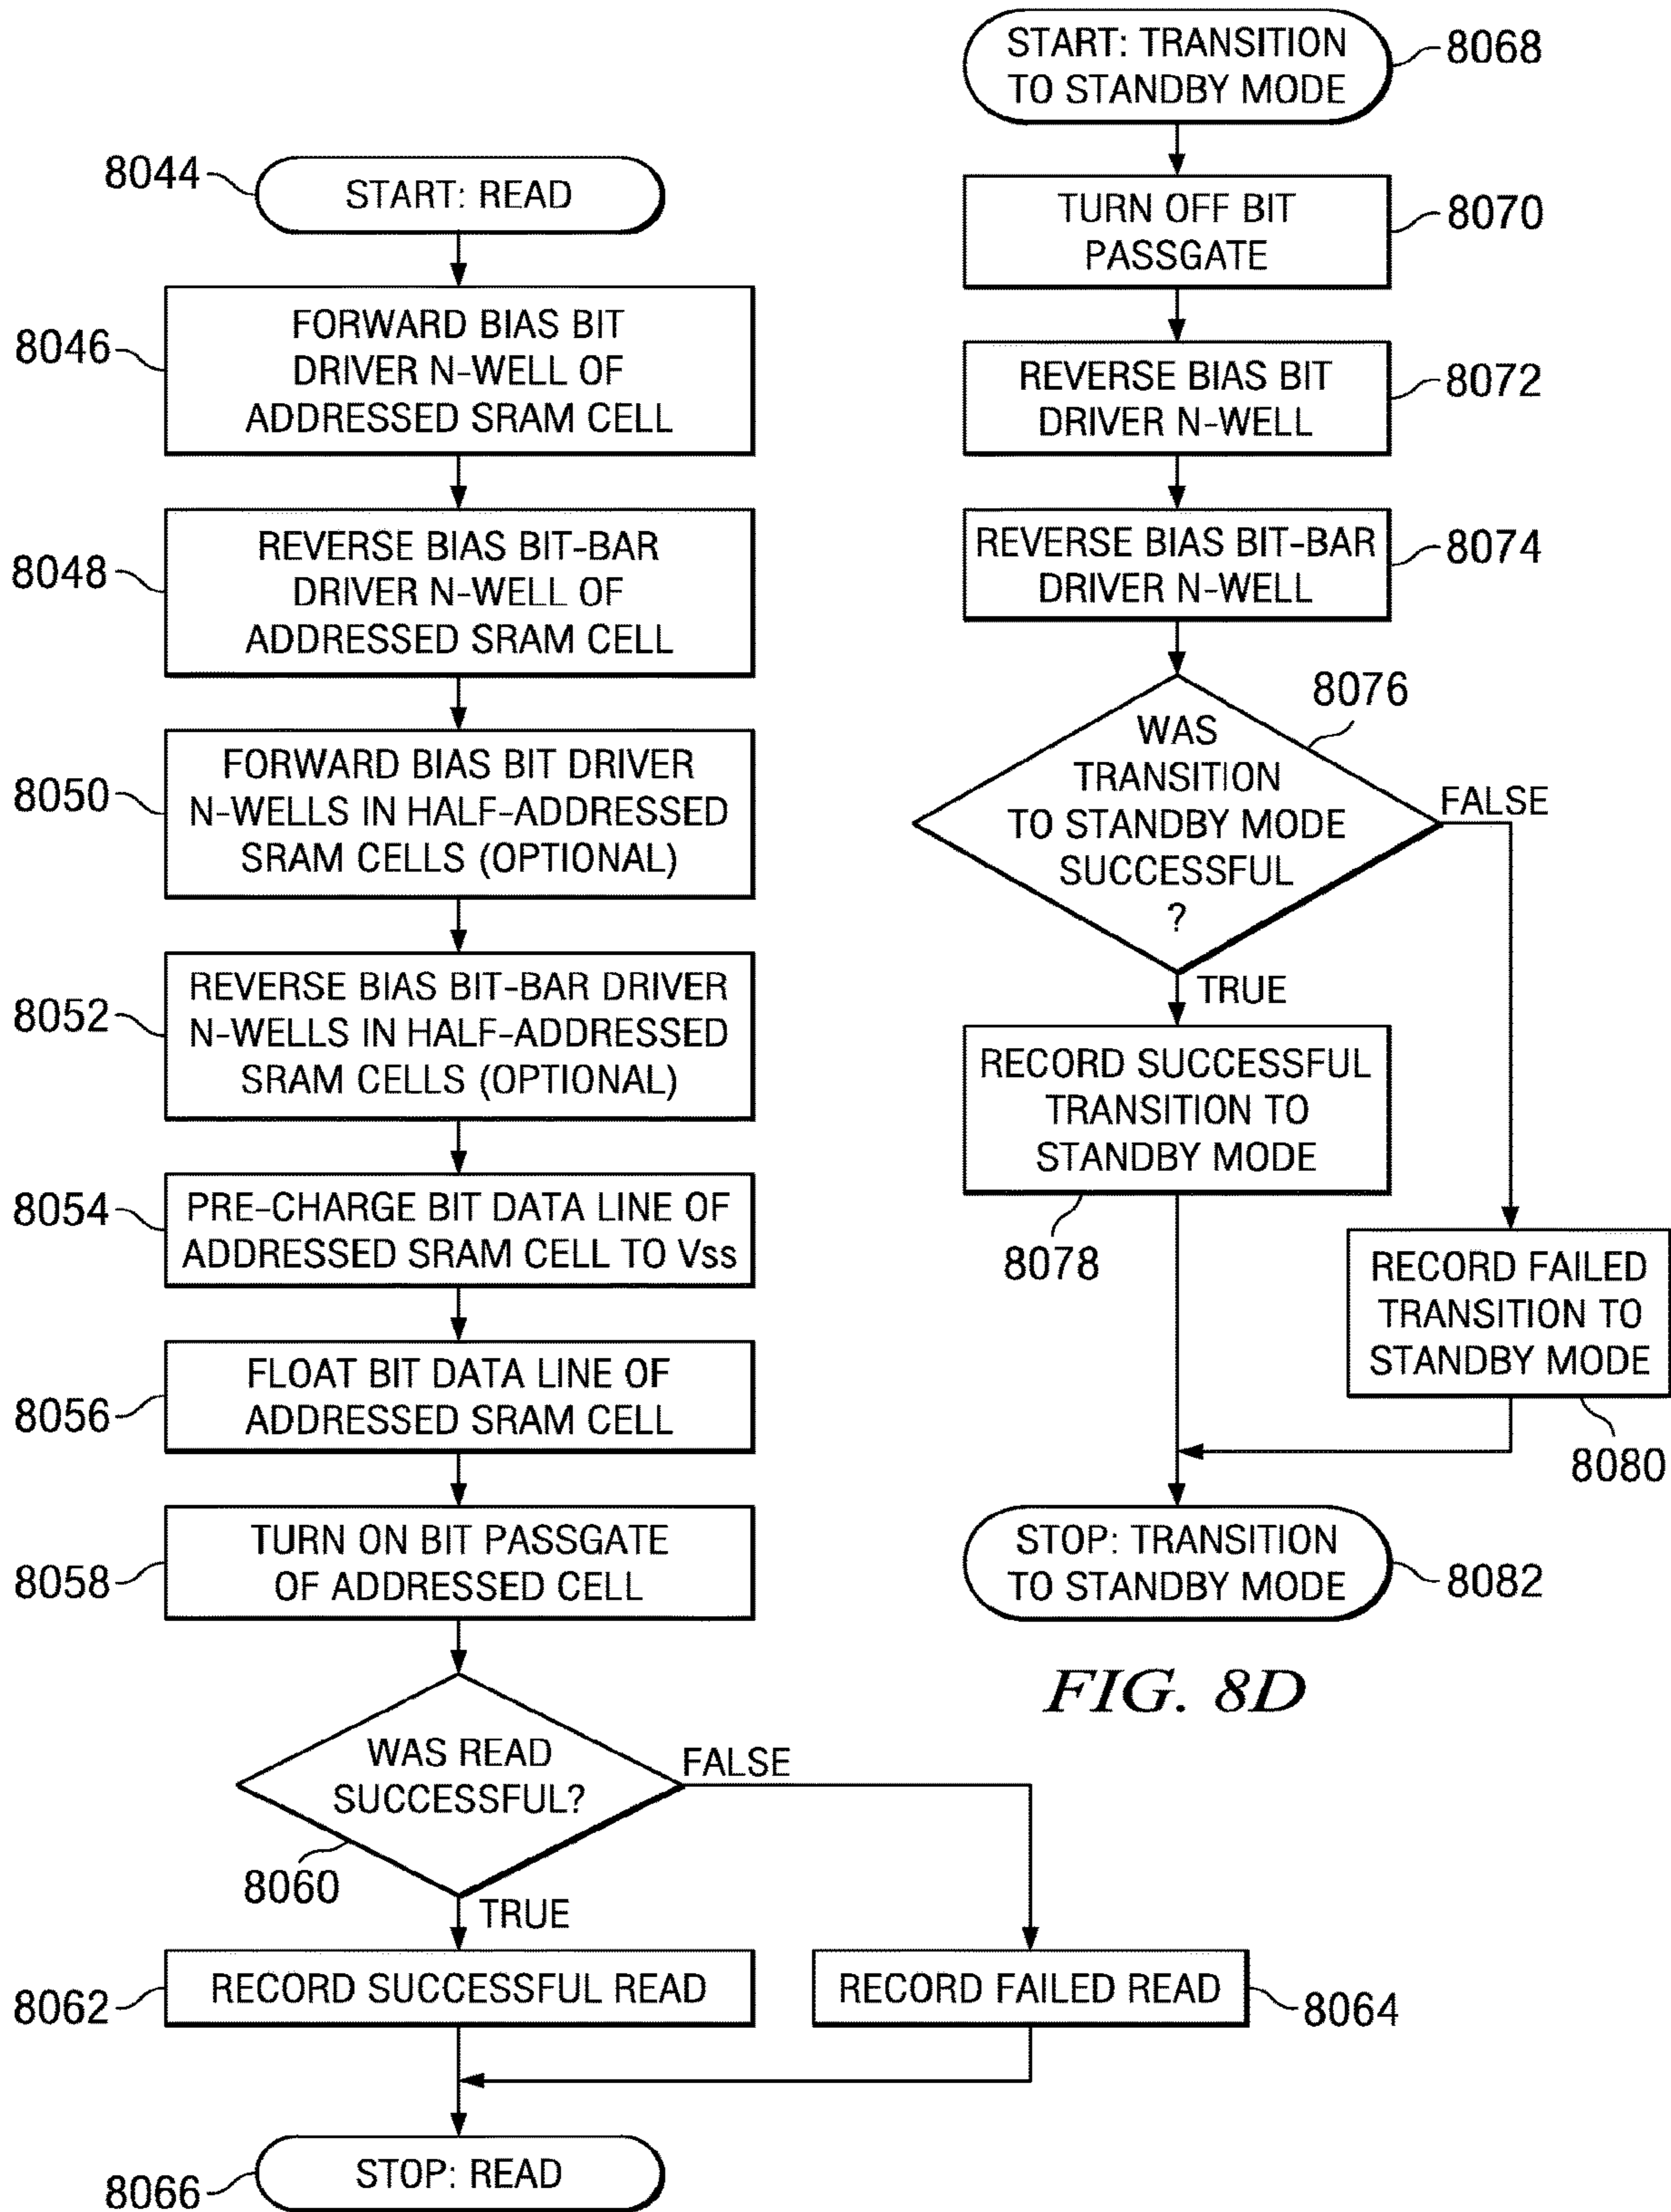 8044
START: READ
8046
FORWARD BIAS BIT
DRIVER N-WELL OF
ADDRESSED SRAM CELL
8048
REVERSE BIAS BIT-BAR
DRIVER N-WELL OF
ADDRESSED SRAM CELL
8050
FORWARD BIAS BIT DRIVER
N-WELLS IN HALF-ADDRESSED
SRAM CELLS (OPTIONAL)
8052
REVERSE BIAS BIT-BAR DRIVER
N-WELLS IN HALF-ADDRESSED
SRAM CELLS (OPTIONAL)
8054
PRE-CHARGE BIT DATA LINE OF
ADDRESSED SRAM CELL TO Vss
8056
FLOAT BIT DATA LINE OF
ADDRESSED SRAM CELL
8058
TURN ON BIT PASSGATE
OF ADDRESSED CELL
WAS READ
SUCCESSFUL?
8060
FALSE
TRUE
8062
RECORD SUCCESSFUL READ
RECORD FAILED READ
8064
8066
STOP: READ
START: TRANSITION
TO STANDBY MODE
8068
TURN OFF BIT
PASSGATE
8070
REVERSE BIAS BIT
DRIVER N-WELL
8072
REVERSE BIAS BIT-BAR
DRIVER N-WELL
8074
8076
WAS
TRANSITION
TO STANDBY MODE
SUCCESSFUL
?
FALSE
TRUE
RECORD SUCCESSFUL
TRANSITION TO
STANDBY MODE
8078
RECORD FAILED
TRANSITION TO
STANDBY MODE
8080
STOP: TRANSITION
TO STANDBY MODE
8082
FIG. 8D